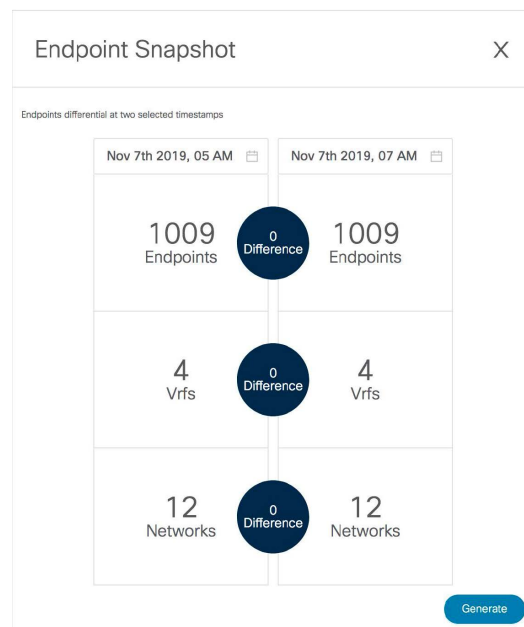 Endpoint Snapshot
X
Endpoints differential at two selected timestamps
Nov 7th 2019, 05 AM
Nov 7th 2019, 07 AM
1009
Endpoints
0
Difference
1009
Endpoints
4
Vrfs
0
Difference
4
Vrfs
12
Networks
0
Difference
12
Networks
Generate